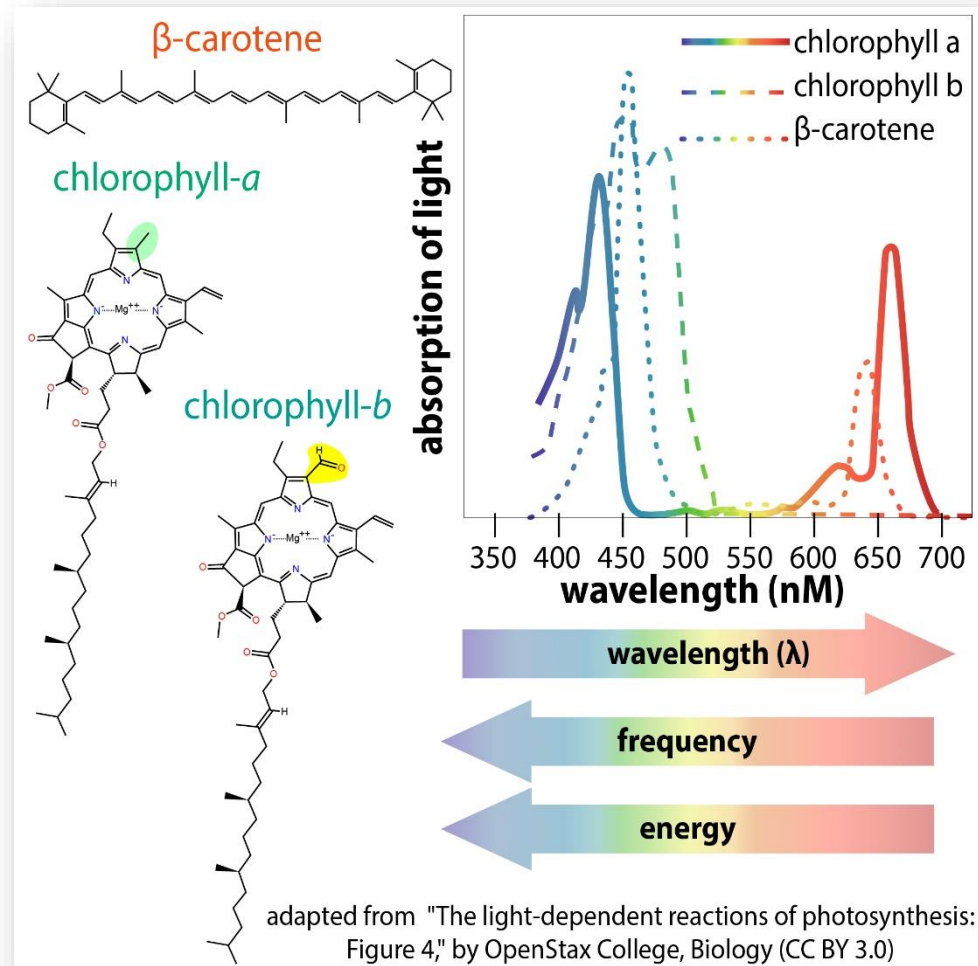 β-carotene
chlorophyll-a
N
N-
Mg++
N-
N
O
O
O
O
O
H
chlorophyll-b
H
O
N
N-
Mg++
N-
N
O
O
O
O
O
H
chlorophyll a
chlorophyll b
β-carotene
absorption of light
350 400 450 500 550 600 650 700
wavelength (nM)
wavelength (λ)
frequency
energy
adapted from "The light-dependent reactions of photosynthesis:
Figure 4," by OpenStax College, Biology (CC BY 3.0)